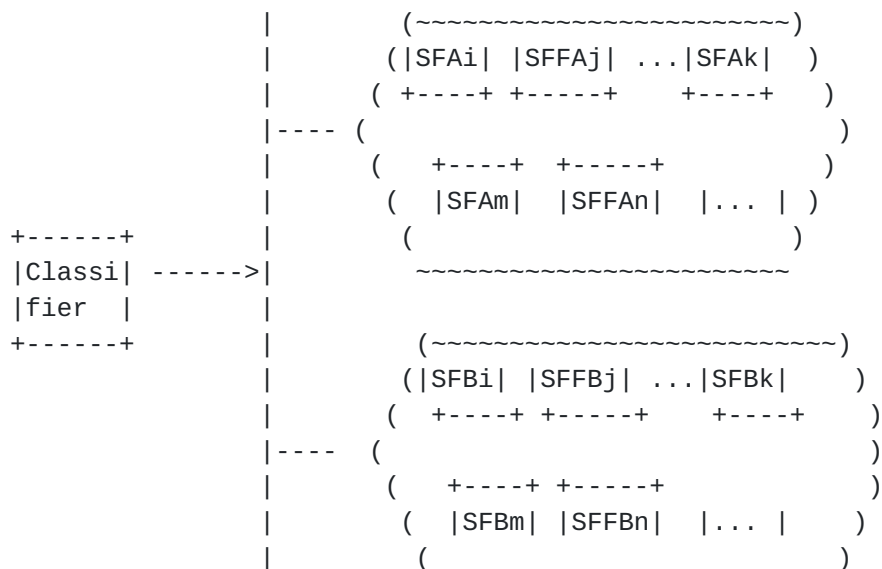 |         (~~~~~~~~~~~~~~~~~~~~~~~~)
                 |       (|SFAi| |SFFAj| ...|SFAk|  )
                 |      ( +----+ +-----+    +----+   )
                 |---- (                              )
                 |      (   +----+  +-----+          )
                 |       (  |SFAm|  |SFFAn|  |... | )
+------+         |        (                        )
|Classi| ------>|         ~~~~~~~~~~~~~~~~~~~~~~~~
|fier  |         |
+------+         |         (~~~~~~~~~~~~~~~~~~~~~~~~~~)
                 |        (|SFBi| |SFFBj| ...|SFBk|    )
                 |       (  +----+ +-----+    +----+    )
                 |----  (                               )
                 |       (   +----+ +-----+             )
                 |        (  |SFBm| |SFFBn|  |... |    )
                 |         (                          )